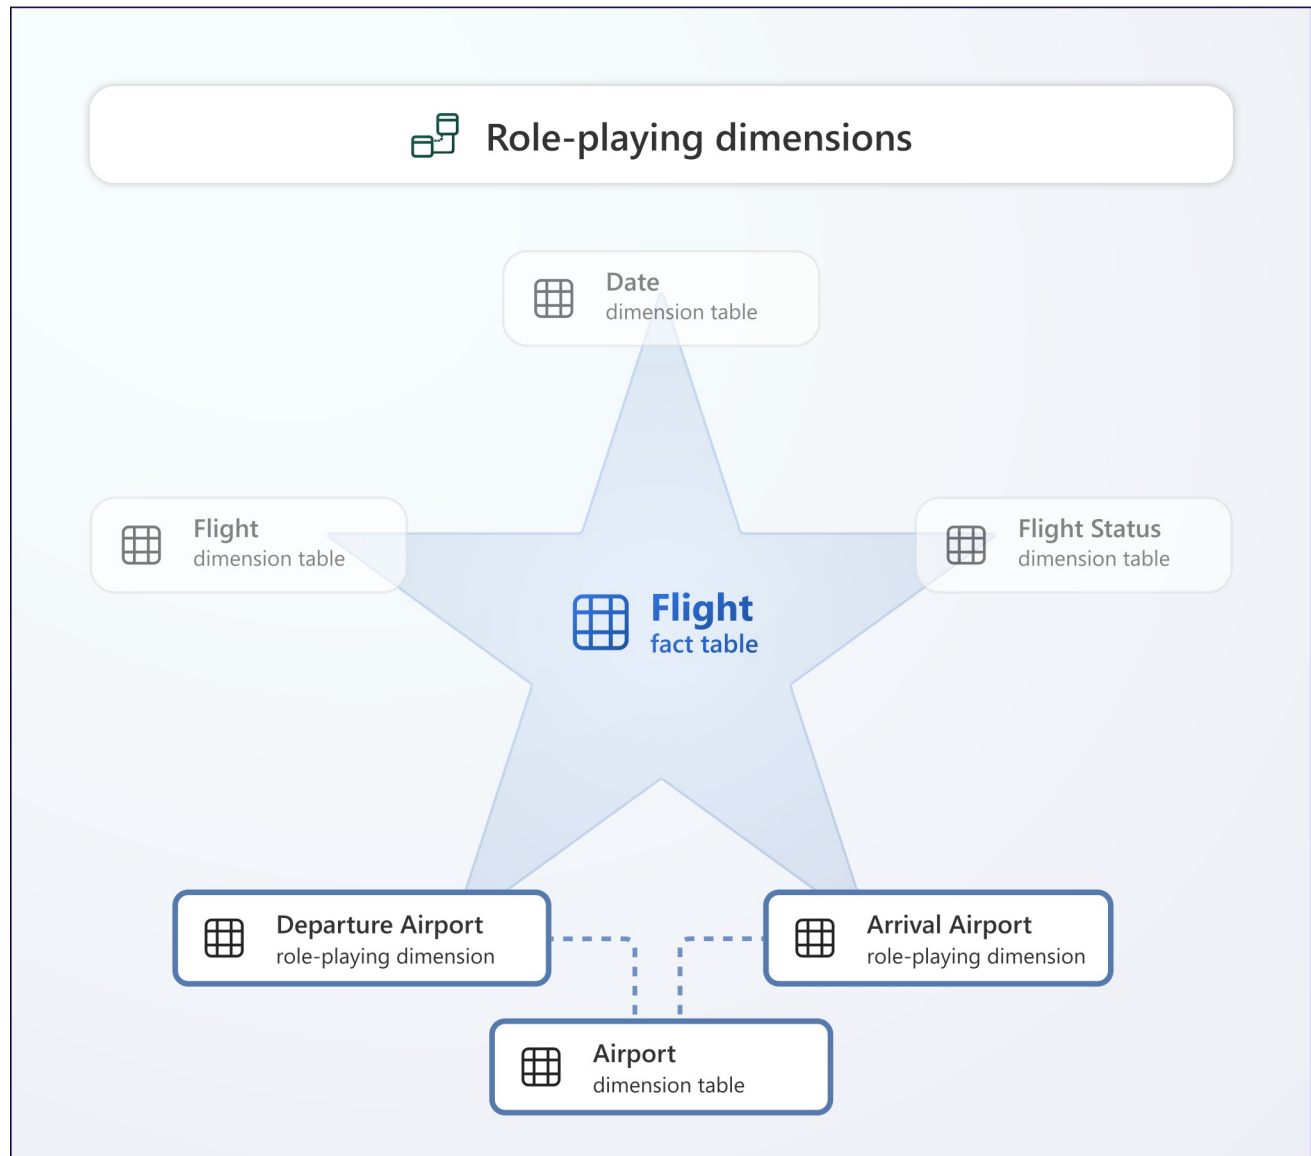 Role-playing dimensions
Date
dimension table
Flight
dimension table
Flight Status
dimension table
Flight
fact table
Departure Airport
role-playing dimension
Arrival Airport
role-playing dimension
Airport
dimension table